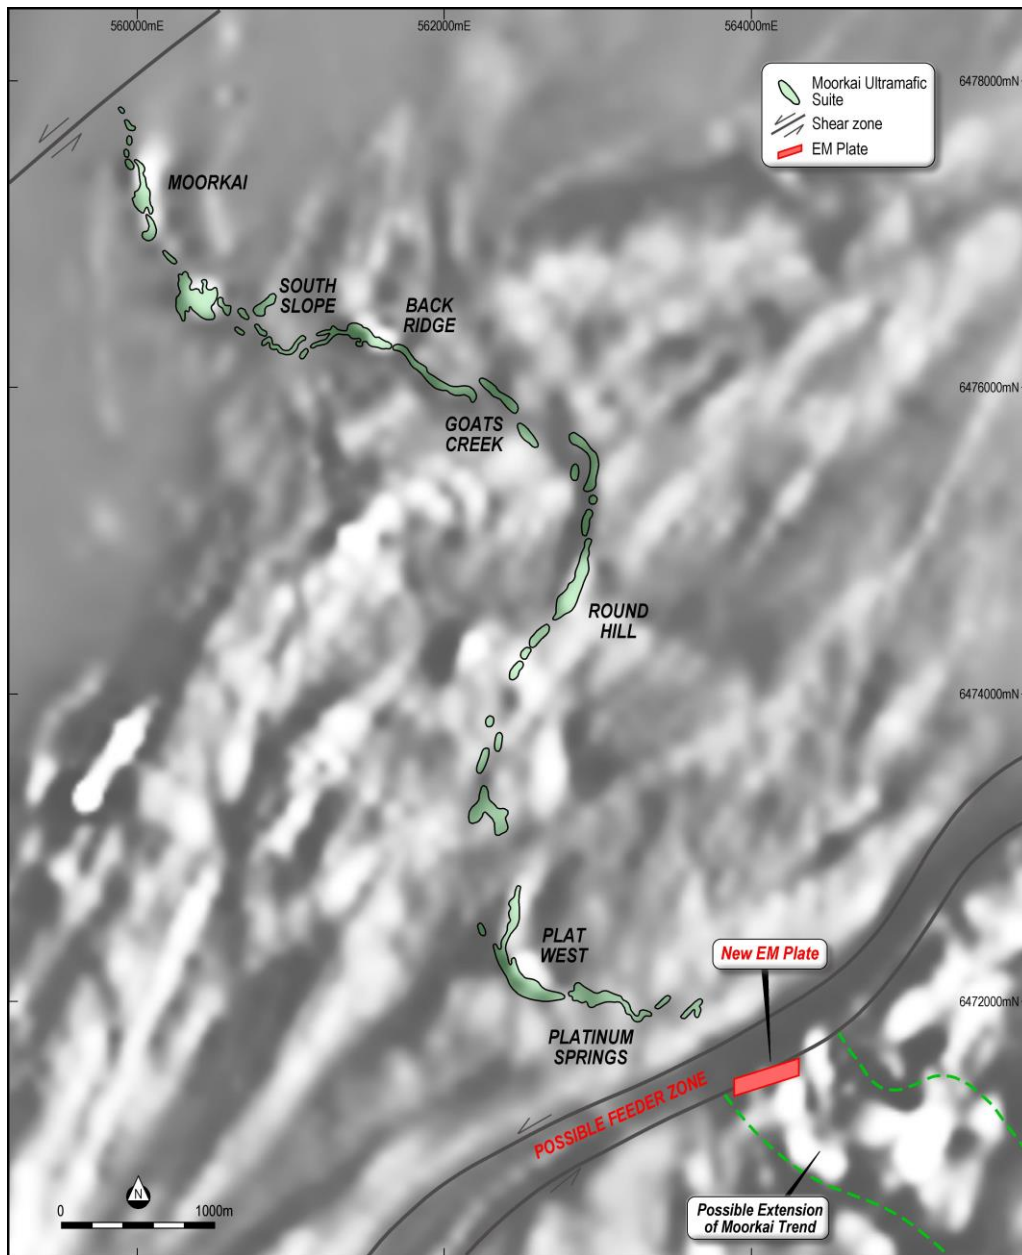 560000mE
562000mE
564000mE
6478000mN
Moorkai Ultramafic
Suite
Shear zone
EM Plate
MOORKAI
SOUTH
SLOPE
BACK
RIDGE
6476000mN
GOATS
CREEK
ROUND
HILL
6474000mN
PLAT
WEST
New EM Plate
6472000mN
PLATINUM
SPRINGS
POSSIBLE FEEDER ZONE
N
0
1000m
Possible Extension
of Moorkai Trend